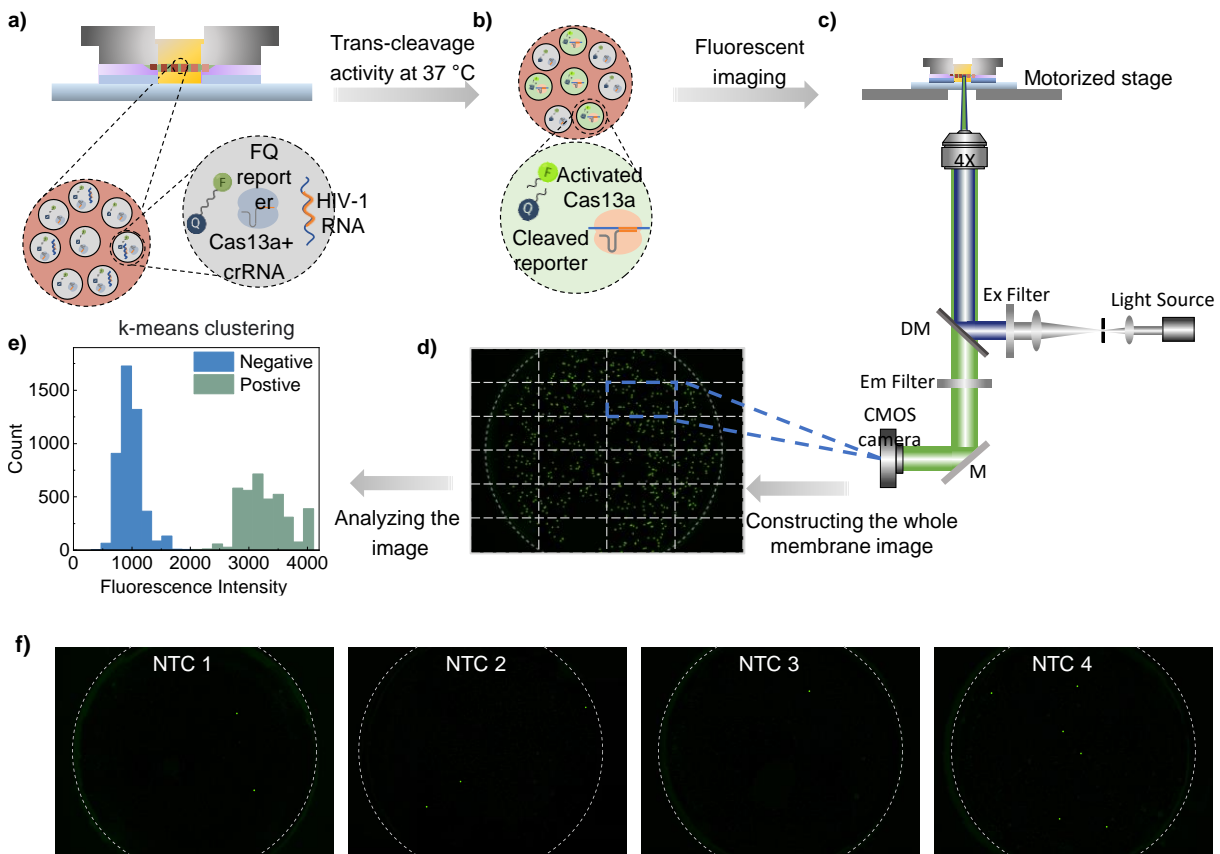 a)
Trans-cleavage
activity at 37 °C
b)
Fluorescent
imaging
c)
Motorized stage
4X
FQ
report
er
F
Q
HIV-1
RNA
Cas13a+
crRNA
F
Q
Activated
Cas13a
Cleaved
reporter
Ex Filter
Light Source
DM
Em Filter
CMOS
camera
M
d)
Constructing the whole
membrane image
Analyzing the
image
e)
k-means clustering
Negative
Postive
Count
1500
1000
500
0
0 1000 2000 3000 4000
Fluorescence Intensity
f)
NTC 1
NTC 2
NTC 3
NTC 4